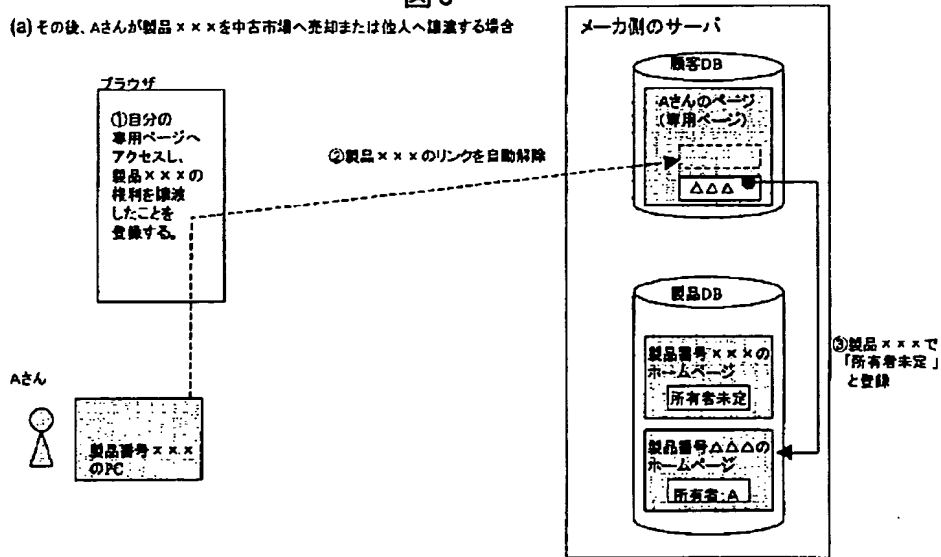 (a) その後、Aさんが製品×××を中古市場へ売却または他人へ譲渡する場合
メーカ側のサーバ
顧客DB
Aさんのページ
(専用ページ)
△△△
ブラウザ
①自分の
専用ページへ
アクセスし、
製品×××の
権利を譲渡
したことを
登録する。
②製品×××のリンクを自動解除
製品DB
製品番号×××の
ホームページ
所有者未定
製品番号△△△の
ホームページ
所有者:A
③製品×××で
「所有者未定」
と登録
Aさん
製品番号×××
のPC